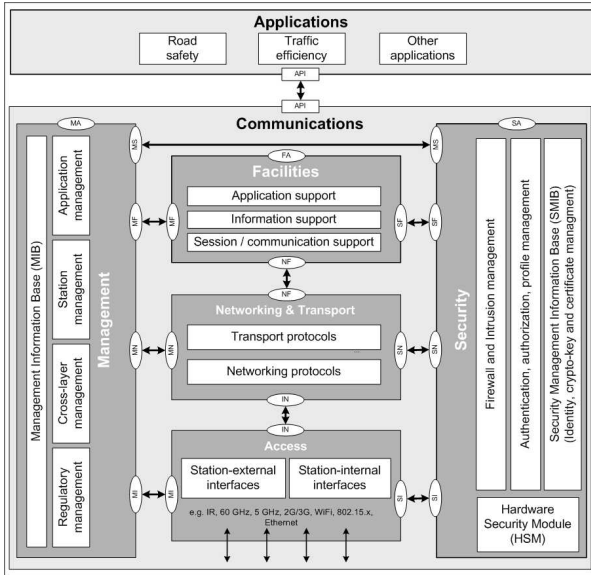 Applications
Road
safety
Traffic
efficiency
Other
applications
API
API
Communications
MA
SA
MS
MS
FA
Facilities
Application support
Information support
Session / communication support
MF
MF
SF
SF
NF
NF
Networking & Transport
Transport protocols
Networking protocols
MN
MN
SN
SN
IN
IN
Access
Station-external
interfaces
Station-internal
interfaces
e.g. IR, 60 GHz, 5 GHz, 2G/3G, WiFi, 802.15.x,
Ethernet
MI
MI
SI
SI
Management Information Base (MIB)
Application
management
Station
management
Cross-layer
management
Regulatory
management
Management
Security
Firewall and Intrusion management
Authentication, authorization, profile management
Security Management Information Base (SMIB)
(Identity, crypto-key and certificate managment)
Hardware
Security Module
(HSM)